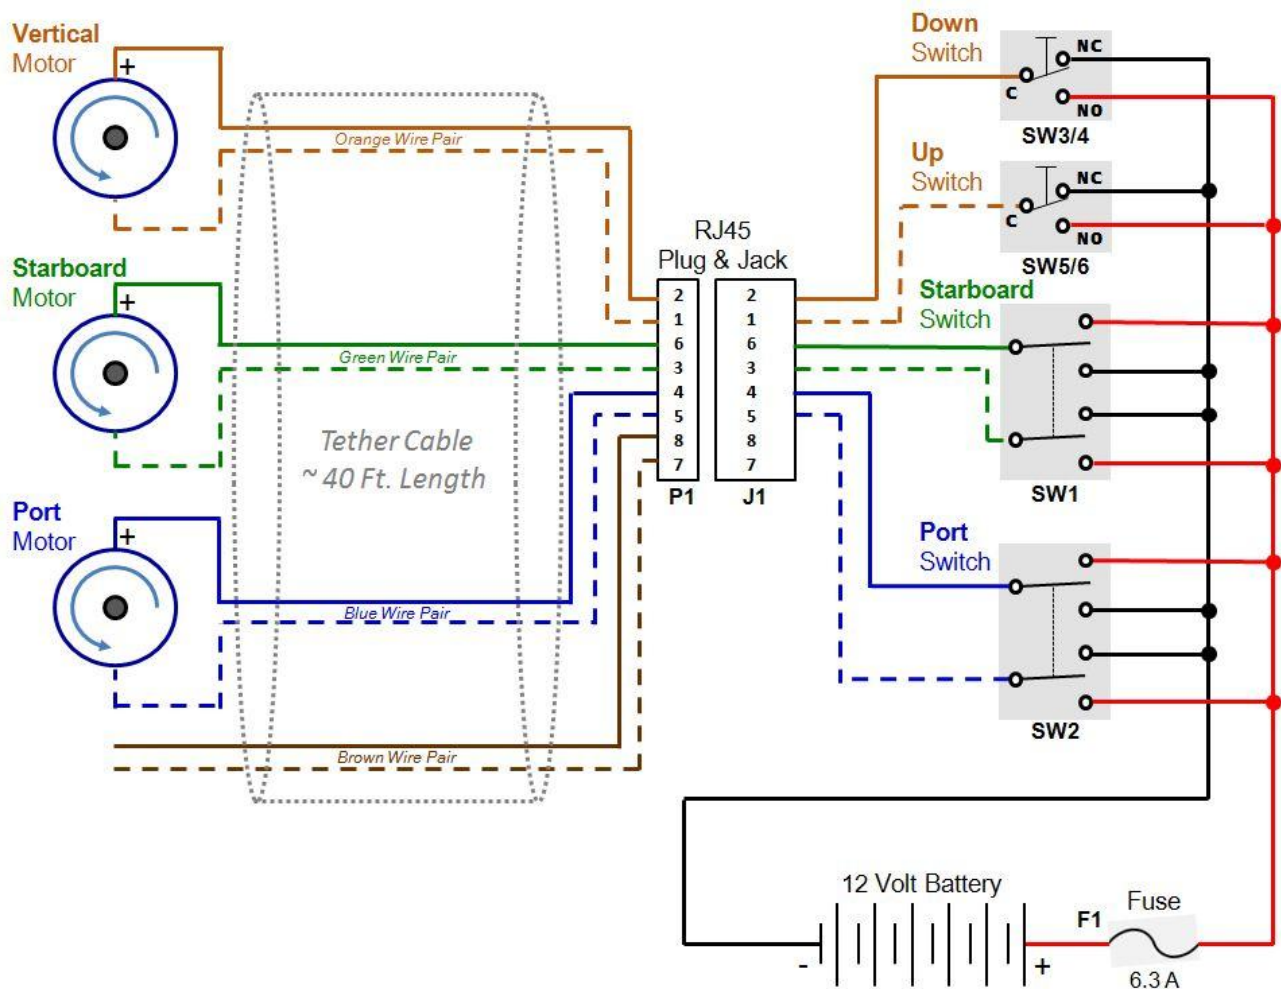 Vertical
Motor
+
Orange Wire Pair
Starboard
Motor
+
Green Wire Pair
Tether Cable
~ 40 Ft. Length
Port
Motor
+
Blue Wire Pair
Brown Wire Pair
RJ45
Plug & Jack
2
1
6
3
4
5
8
7
P1
2
1
6
3
4
5
8
7
J1
Down
Switch
NC
C
NO
SW3/4
Up
Switch
NC
C
NO
SW5/6
Starboard
Switch
SW1
Port
Switch
SW2
12 Volt Battery
-
+
F1
Fuse
6.3 A